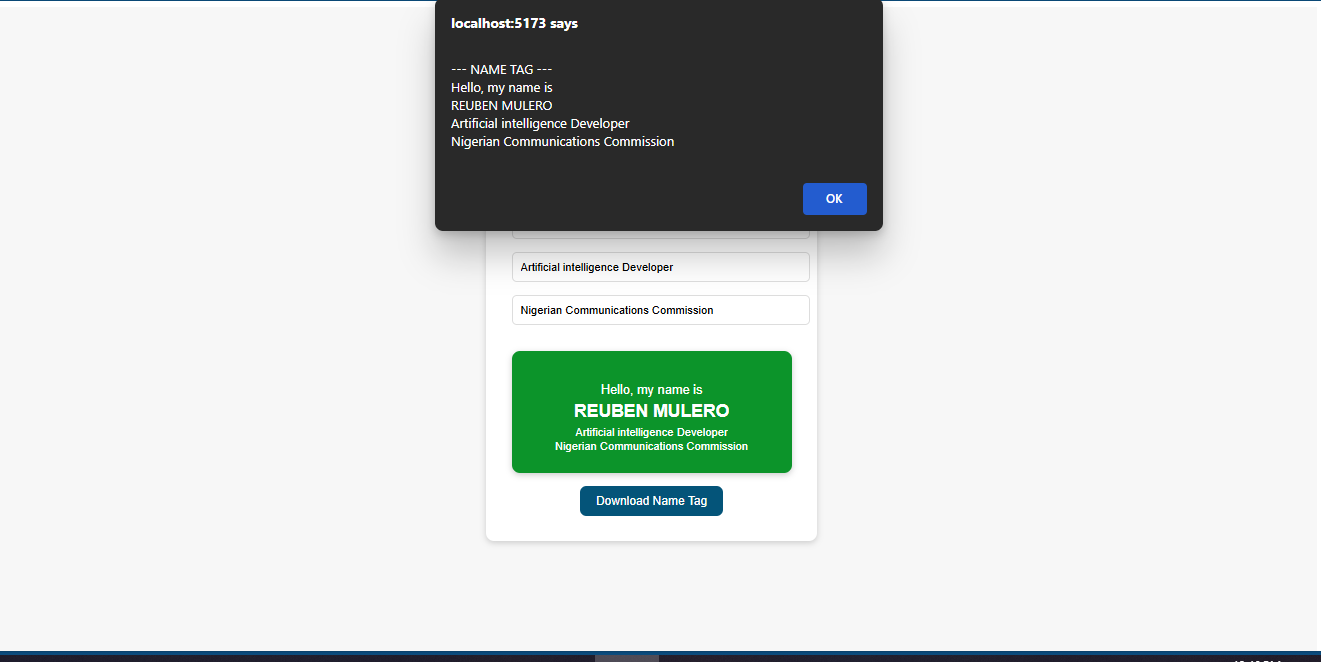 localhost:5173 says
--- NAME TAG ---
Hello, my name is
REUBEN MULERO
Artificial intelligence Developer
Nigerian Communications Commission
OK
Artificial intelligence Developer
Nigerian Communications Commission
Hello, my name is
REUBEN MULERO
Artificial intelligence Developer
Nigerian Communications Commission
Download Name Tag